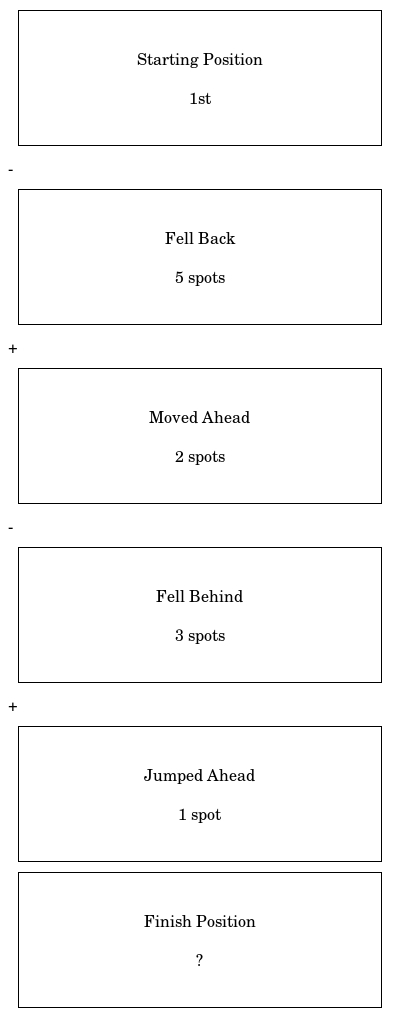 Starting Position
1st
-
Fell Back
5 spots
+
Moved Ahead
2 spots
-
Fell Behind
3 spots
+
Jumped Ahead
1 spot
Finish Position
?